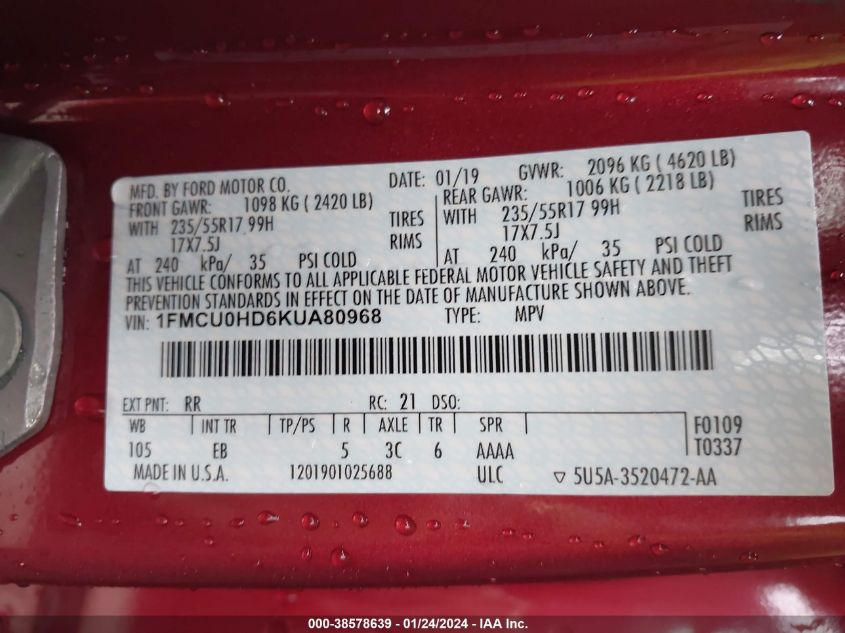 MFD. BY FORD MOTOR CO. DATE: 01/19 GVWR: 2096 KG ( 4620 LB)
FRONT GAWR: 1098 KG ( 2420 LB) REAR GAWR: 1006 KG ( 2218 LB)
WITH 235/55R17 99H TIRES WITH 235/55R17 99H TIRES
17X7.5J RIMS 17X7.5J RIMS
AT 240 kPa/ 35 PSI COLD AT 240 kPa/ 35 PSI COLD
THIS VEHICLE CONFORMS TO ALL APPLICABLE FEDERAL MOTOR VEHICLE SAFETY AND THEFT
PREVENTION STANDARDS IN EFFECT ON THE DATE OF MANUFACTURE SHOWN ABOVE.
VIN: 1FMCU0HD6KUA80968 TYPE: MPV
EXT PNT: RR RC: 21 DSO:
WB INT TR TP/PS R AXLE TR SPR F0109
105 EB 5 3C 6 AAAA T0337
MADE IN U.S.A. 1201901025688 ULC ▽ 5U5A-3520472-AA
000-38578639 - 01/24/2024 - IAA Inc.